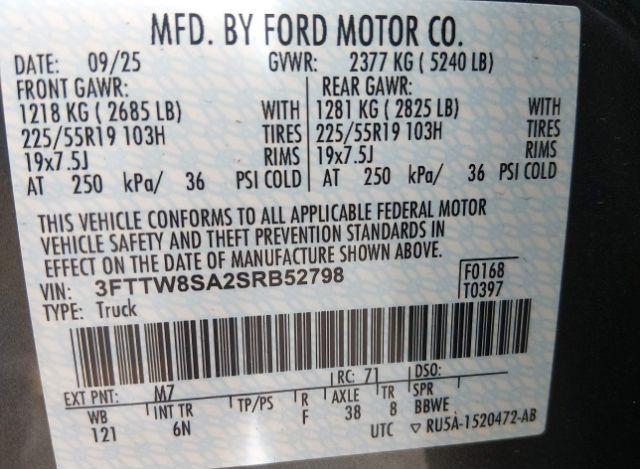 MFD. BY FORD MOTOR CO.
DATE: 09/25 GVWR: 2377 KG ( 5240 LB)
FRONT GAWR: REAR GAWR:
1218 KG ( 2685 LB) WITH 1281 KG ( 2825 LB) WITH
225/55R19 103H TIRES 225/55R19 103H TIRES
19x7.5J RIMS 19x7.5J RIMS
AT 250 kPa/ 36 PSI COLD AT 250 kPa/ 36 PSI COLD
THIS VEHICLE CONFORMS TO ALL APPLICABLE FEDERAL MOTOR
VEHICLE SAFETY AND THEFT PREVENTION STANDARDS IN
EFFECT ON THE DATE OF MANUFACTURE SHOWN ABOVE.
VIN: 3FTTW8SA2SRB52798 F0168
TYPE: Truck T0397
EXT PNT: M7 RC: 71 DSO:
WB INT TR TP/PS R AXLE TR SPR
121 6N F 38 8 BBWE
UTC ▽ RU5A-1520472-AB